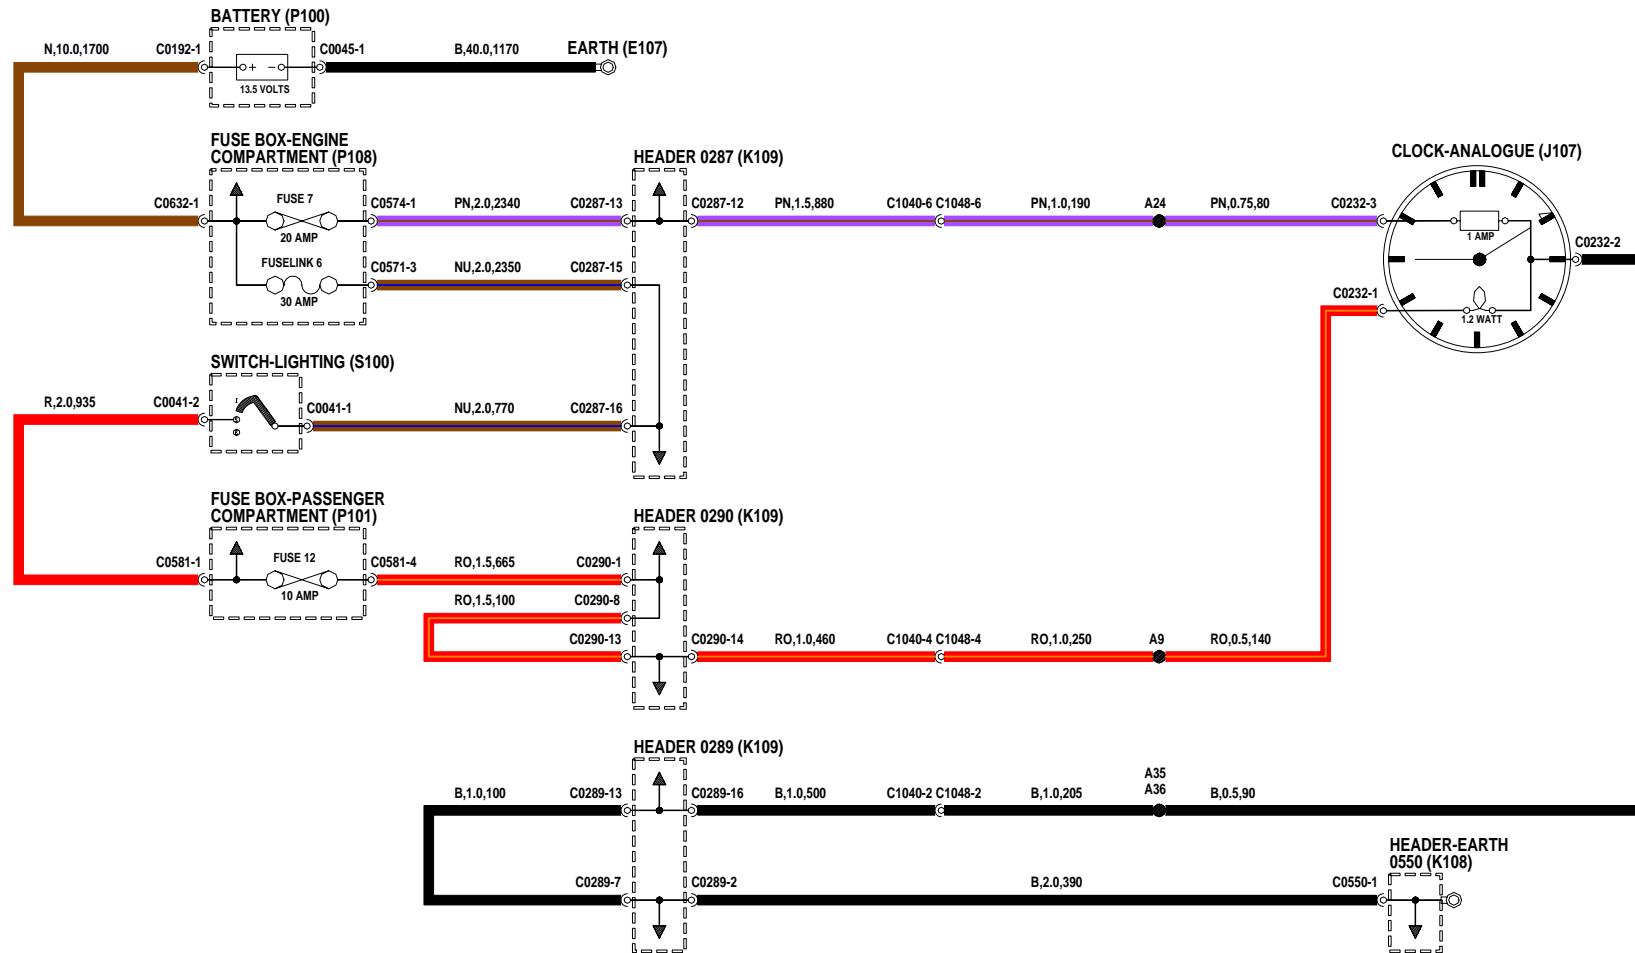 BATTERY (P100)
N,10.0,1700
C0192-1
C0045-1
B,40.0,1170
EARTH (E107)
+ −
13.5 VOLTS
FUSE BOX-ENGINE
COMPARTMENT (P108)
HEADER 0287 (K109)
CLOCK-ANALOGUE (J107)
C0632-1
FUSE 7
20 AMP
C0574-1
PN,2.0,2340
C0287-13
C0287-12
PN,1.5,880
C1040-6 C1048-6
PN,1.0,190
A24
PN,0.75,80
C0232-3
1 AMP
C0232-2
FUSELINK 6
30 AMP
C0571-3
NU,2.0,2350
C0287-15
C0232-1
1.2 WATT
SWITCH-LIGHTING (S100)
R,2.0,935
C0041-2
C0041-1
NU,2.0,770
C0287-16
FUSE BOX-PASSENGER
COMPARTMENT (P101)
HEADER 0290 (K109)
C0581-1
FUSE 12
10 AMP
C0581-4
RO,1.5,665
C0290-1
RO,1.5,100
C0290-8
C0290-13
C0290-14
RO,1.0,460
C1040-4 C1048-4
RO,1.0,250
A9
RO,0.5,140
HEADER 0289 (K109)
B,1.0,100
C0289-13
C0289-16
B,1.0,500
C1040-2 C1048-2
B,1.0,205
A35
A36
B,0.5,90
HEADER-EARTH
0550 (K108)
C0289-7
C0289-2
B,2.0,390
C0550-1